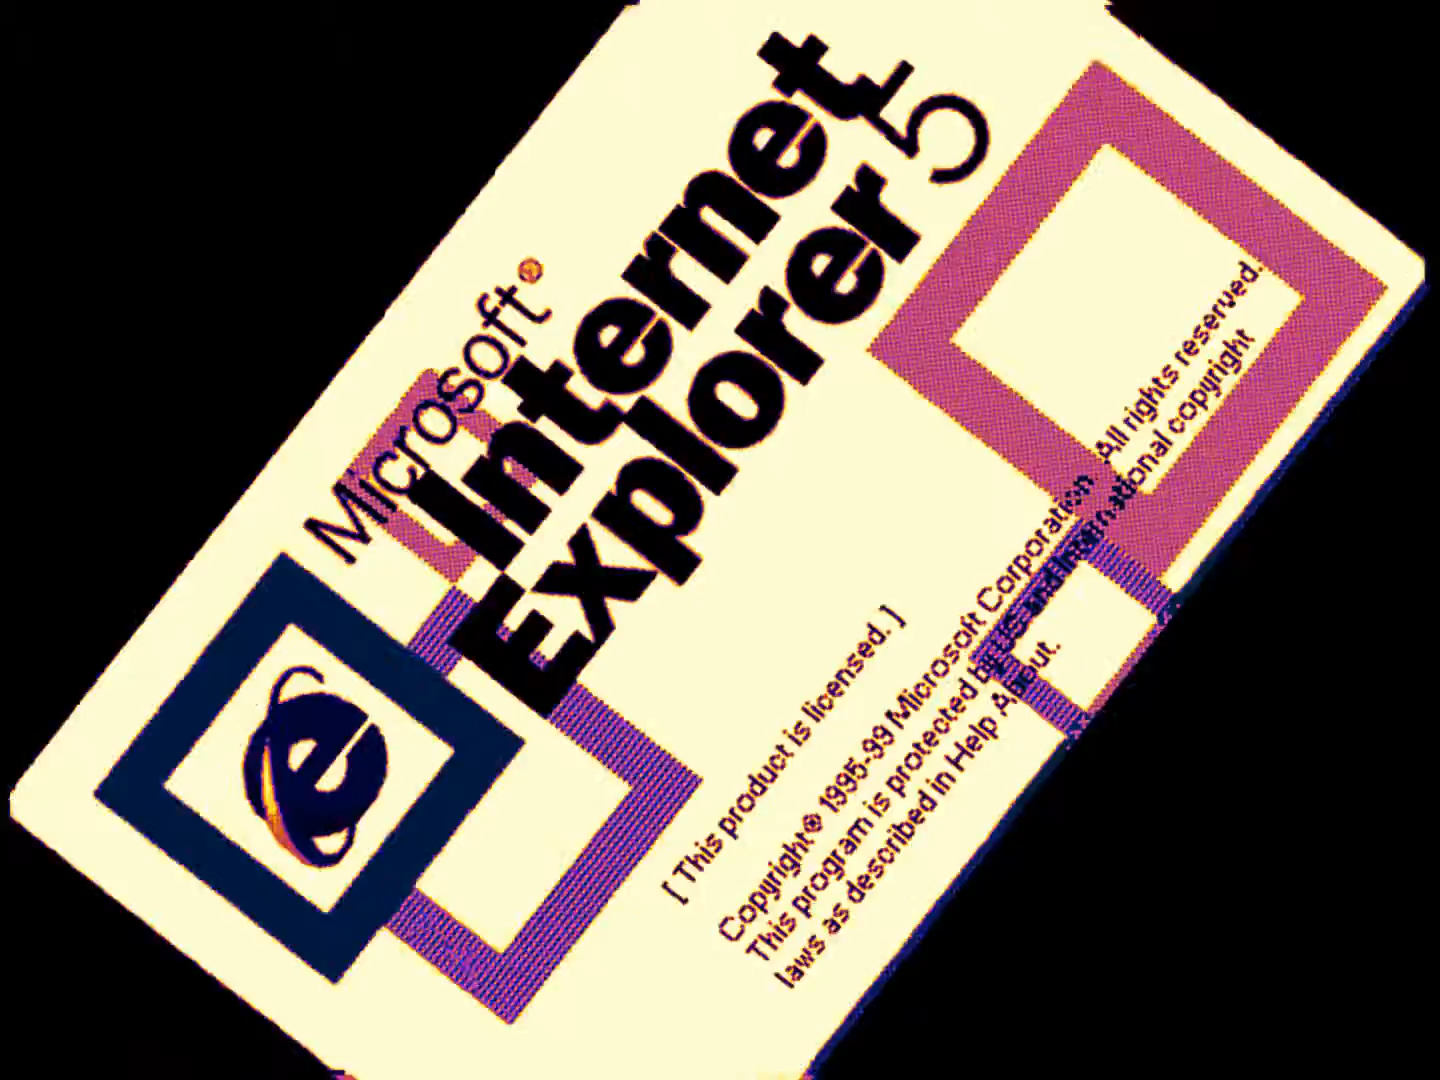 Microsoft®
Internet
Explorer 5
[ This product is licensed. ]
Copyright® 1995-99 Microsoft Corporation. All rights reserved.
This program is protected by US and international copyright
laws as described in Help About.